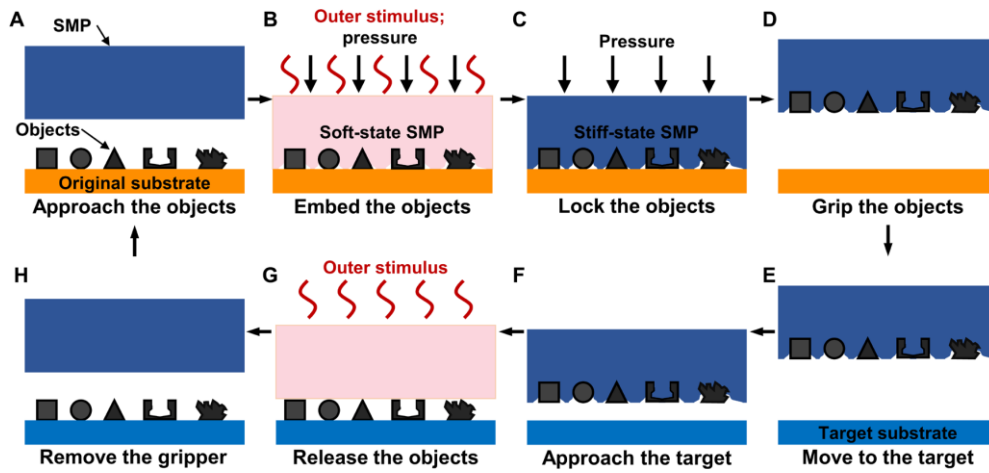 A
SMP
Objects
Original substrate
Approach the objects
B
Outer stimulus;
pressure
Soft-state SMP
Embed the objects
C
Pressure
Stiff-state SMP
Lock the objects
D
Grip the objects
H
Remove the gripper
G
Outer stimulus
Release the objects
F
Approach the target
E
Target substrate
Move to the target